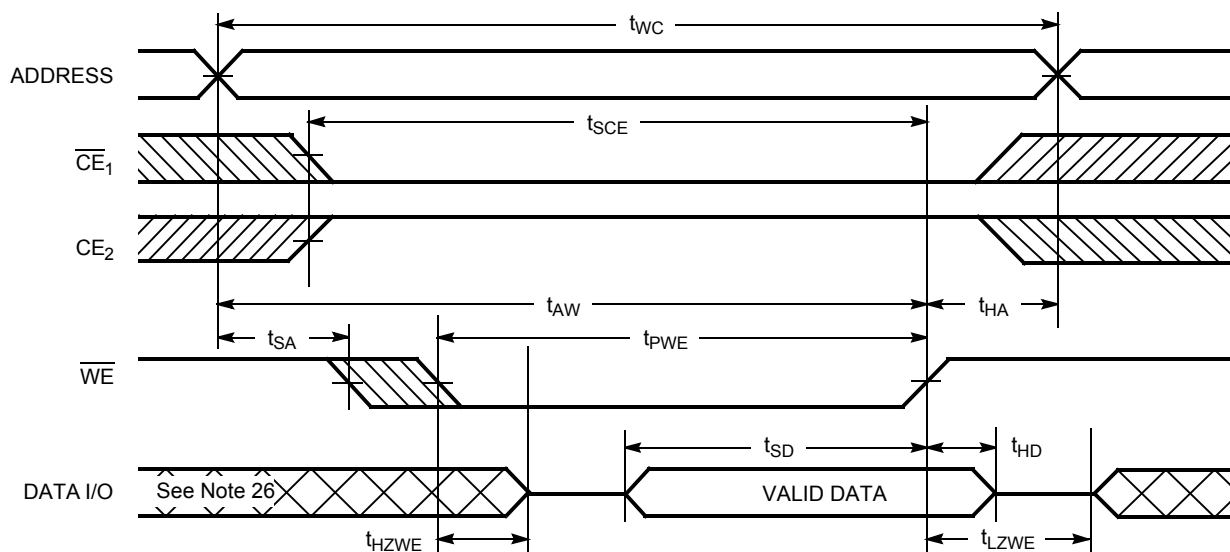 tWC
ADDRESS
tSCE
CE1
CE2
tAW
tHA
tSA
tPWE
WE
tSD
tHD
DATA I/O
See Note 26
VALID DATA
tHZWE
tLZWE